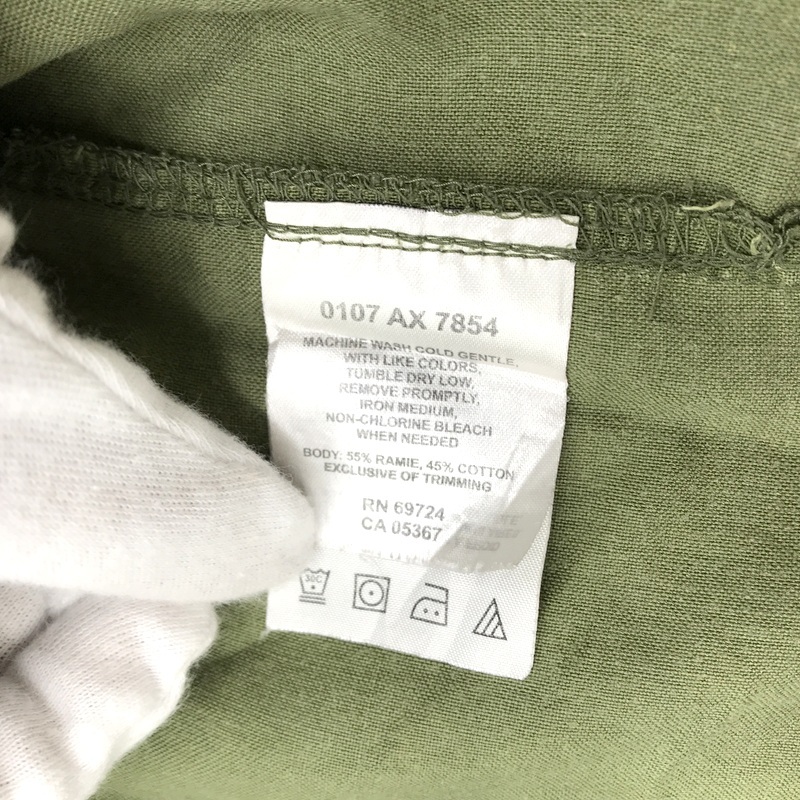 0107 AX 7854
MACHINE WASH COLD GENTLE,
WITH LIKE COLORS,
TUMBLE DRY LOW,
REMOVE PROMPTLY,
IRON MEDIUM,
NON-CHLORINE BLEACH
WHEN NEEDED
BODY: 55% RAMIE, 45% COTTON
EXCLUSIVE OF TRIMMING
RN 69724
CA 05367
30C